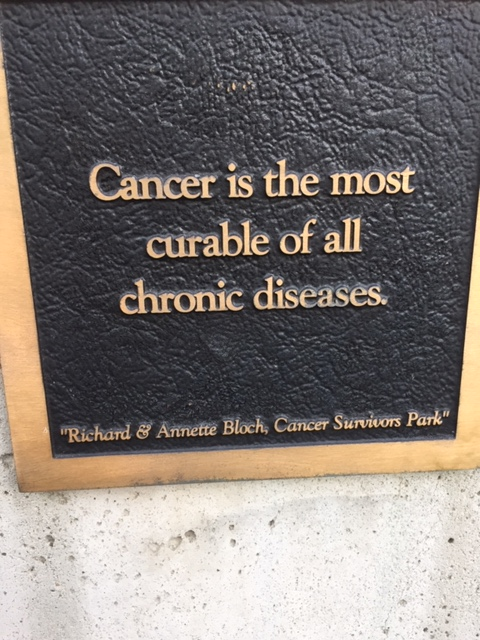 Cancer is the most
curable of all
chronic diseases.
"Richard & Annette Bloch, Cancer Survivors Park"